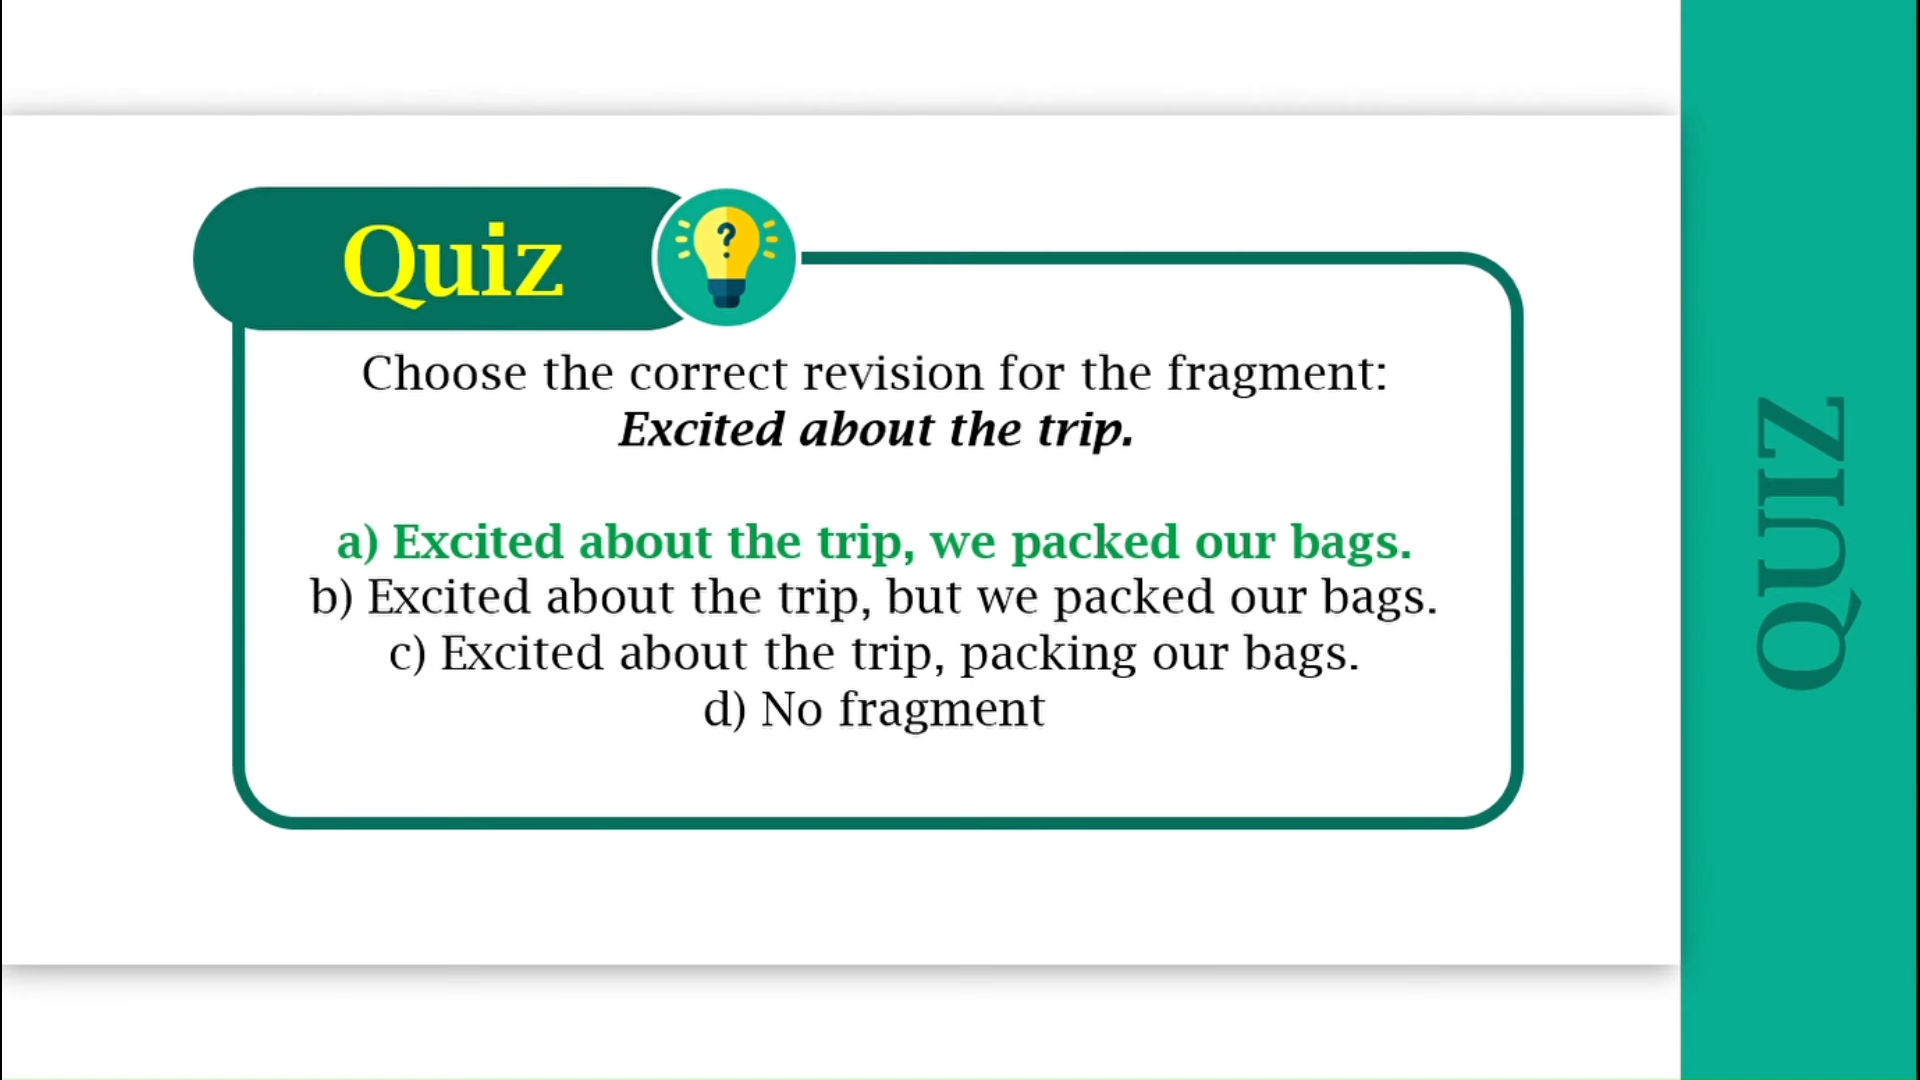 Quiz
?
Choose the correct revision for the fragment:
Excited about the trip.
a) Excited about the trip, we packed our bags.
b) Excited about the trip, but we packed our bags.
c) Excited about the trip, packing our bags.
d) No fragment
QUIZ